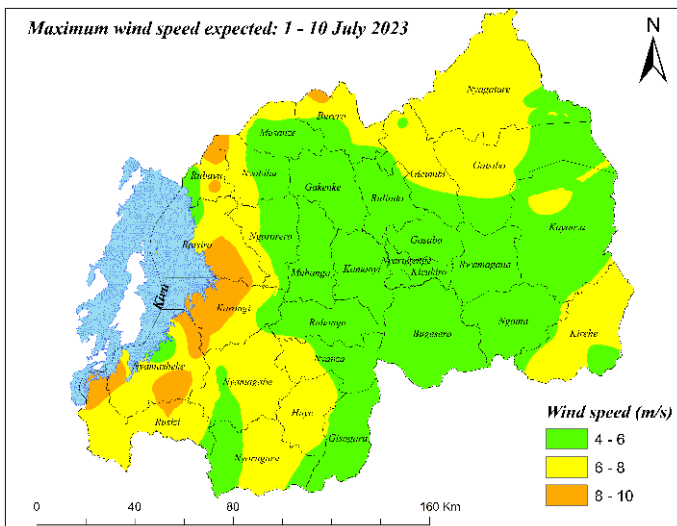 Maximum wind speed expected: 1 - 10 July 2023
N
Nyagatare
Burera
Musanze
Gicumbi
Gatsibo
Rubavu
Nyabihu
Gakenke
Rulindo
Kayonza
Rutsiro
Ngororero
Gasabo
Nyarugenge
Kicukiro
Rwamagana
Muhanga
Kamonyi
Kivu
Karongi
Ruhango
Bugesera
Ngoma
Kirehe
Nyanza
Nyamasheke
Nyamagabe
Huye
Rusizi
Gisagara
Nyaruguru
Wind speed (m/s)
4 - 6
6 - 8
8 - 10
0 40 80 160 Km